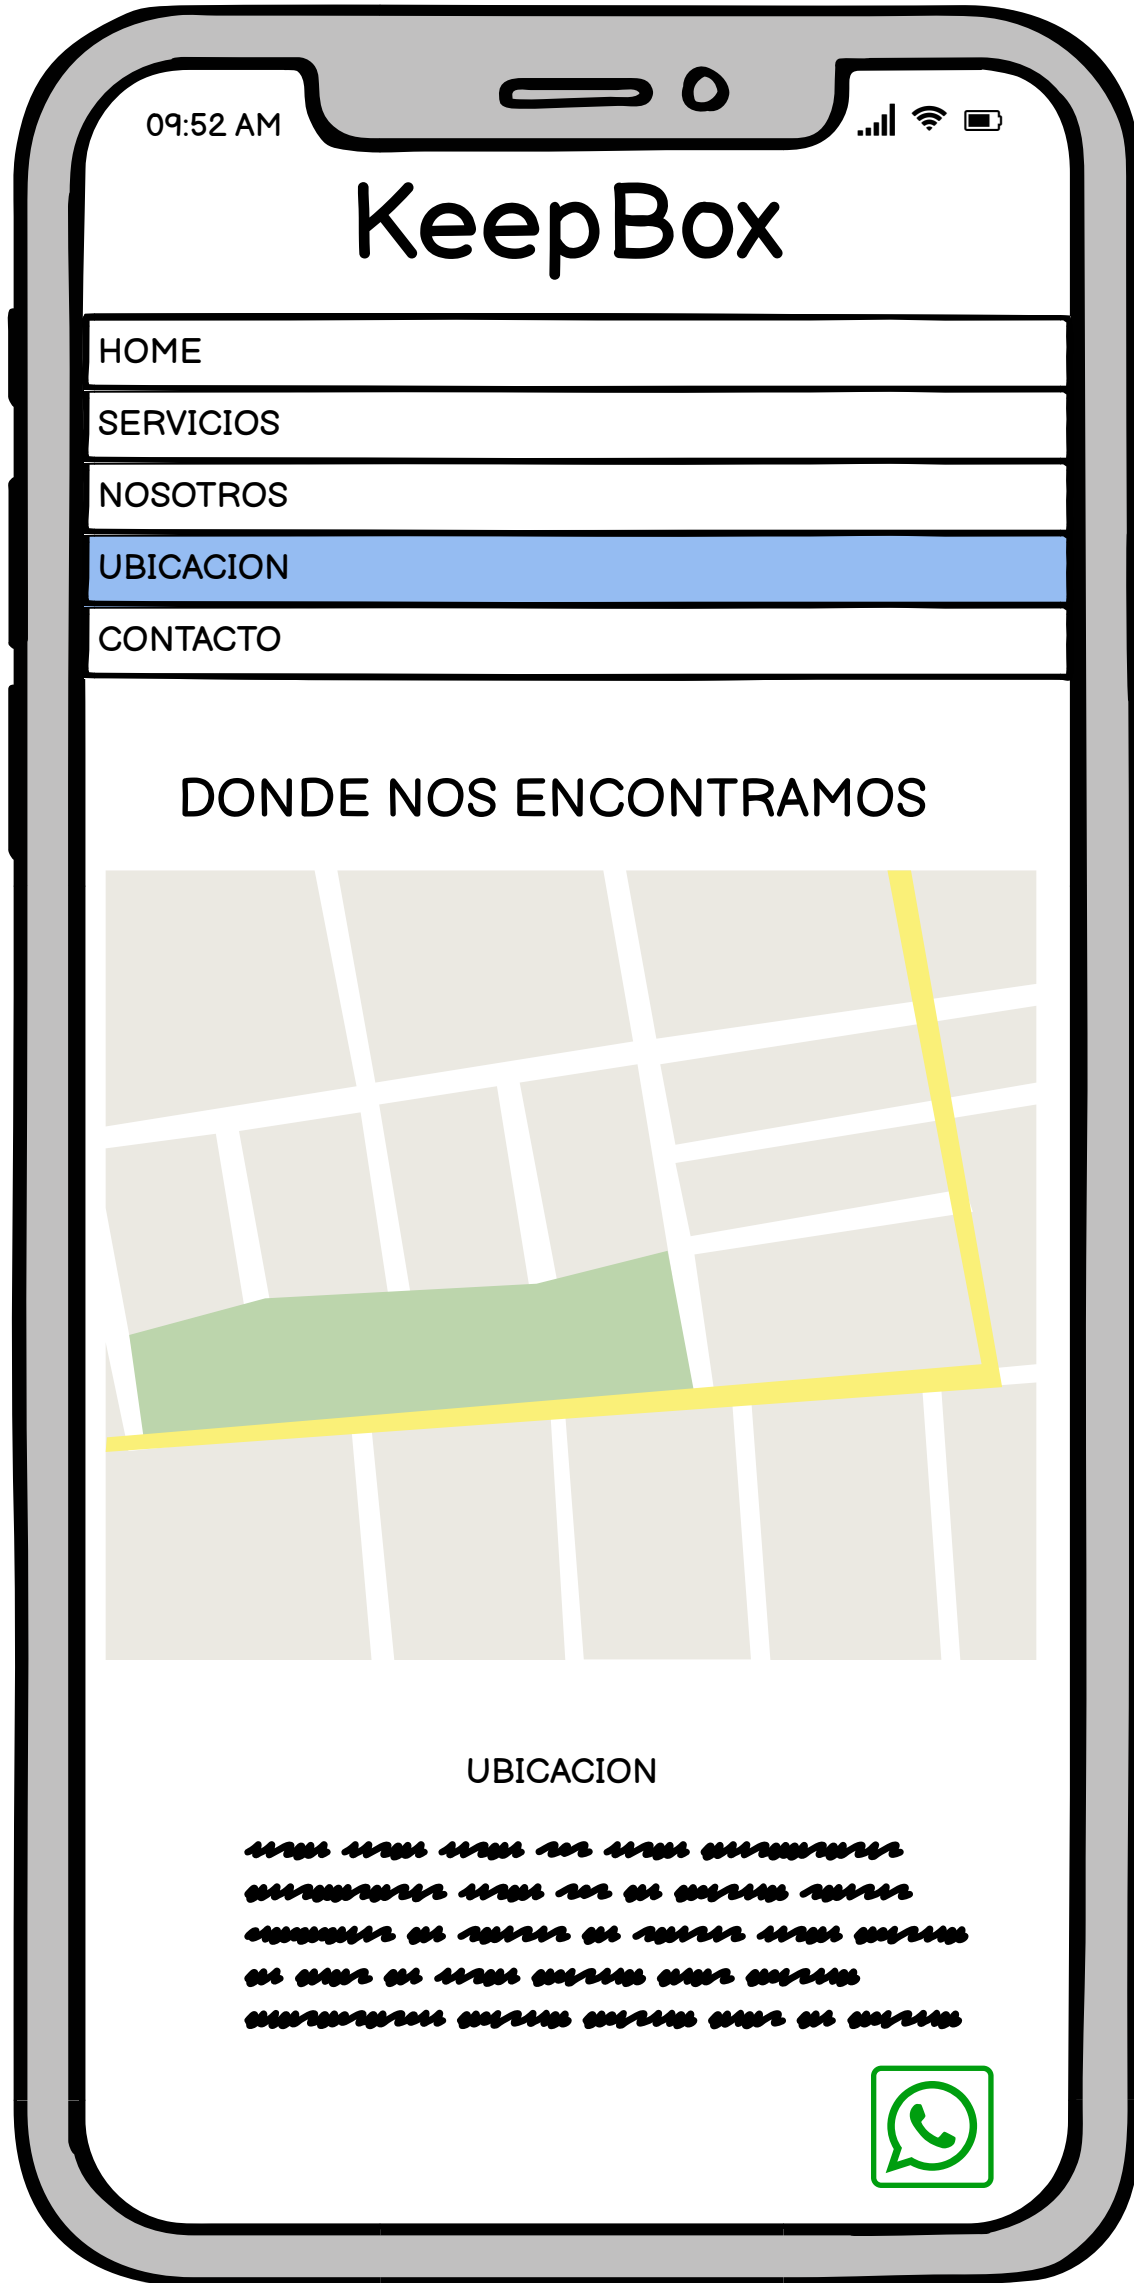 09:52 AM
KeepBox
HOME
SERVICIOS
NOSOTROS
UBICACION
CONTACTO
DONDE NOS ENCONTRAMOS
UBICACION